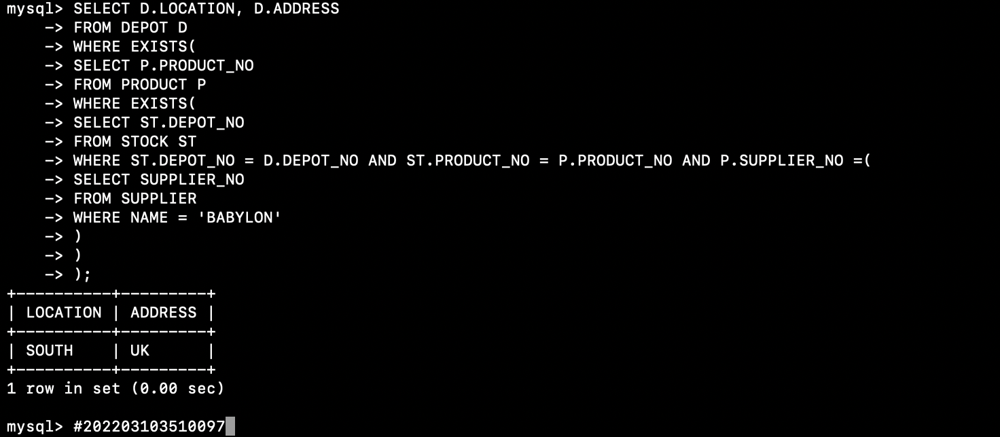 mysql> SELECT D.LOCATION, D.ADDRESS
    -> FROM DEPOT D
    -> WHERE EXISTS(
    -> SELECT P.PRODUCT_NO
    -> FROM PRODUCT P
    -> WHERE EXISTS(
    -> SELECT ST.DEPOT_NO
    -> FROM STOCK ST
    -> WHERE ST.DEPOT_NO = D.DEPOT_NO AND ST.PRODUCT_NO = P.PRODUCT_NO AND P.SUPPLIER_NO =(
    -> SELECT SUPPLIER_NO
    -> FROM SUPPLIER
    -> WHERE NAME = 'BABYLON'
    -> )
    -> )
    -> );
+----------+---------+
| LOCATION | ADDRESS |
+----------+---------+
| SOUTH    | UK      |
+----------+---------+
1 row in set (0.00 sec)

mysql> #202203103510097